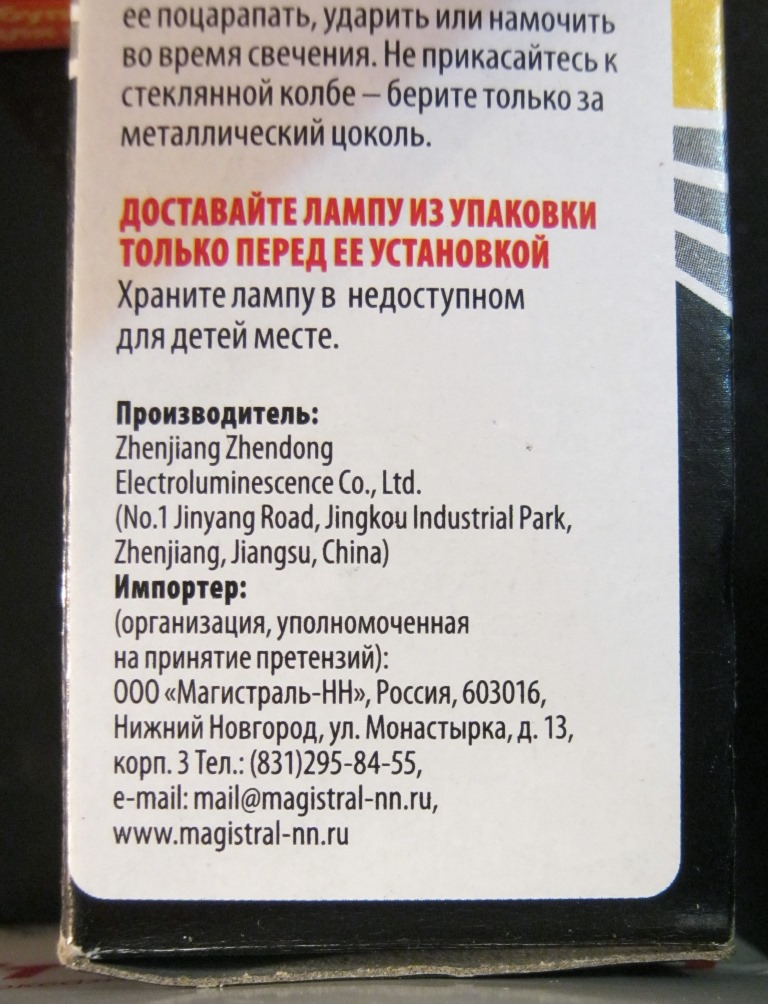 ее поцарапать, ударить или намочить
во время свечения. Не прикасайтесь к
стеклянной колбе – берите только за
металлический цоколь.
ДОСТАВАЙТЕ ЛАМПУ ИЗ УПАКОВКИ
ТОЛЬКО ПЕРЕД ЕЕ УСТАНОВКОЙ
Храните лампу в недоступном
для детей месте.
Производитель:
Zhenjiang Zhendong
Electroluminescence Co., Ltd.
(No.1 Jinyang Road, Jingkou Industrial Park,
Zhenjiang, Jiangsu, China)
Импортер:
(организация, уполномоченная
на принятие претензий):
ООО «Магистраль-НН», Россия, 603016,
Нижний Новгород, ул. Монастырка, д. 13,
корп. 3 Тел.: (831)295-84-55,
e-mail: mail@magistral-nn.ru,
www.magistral-nn.ru